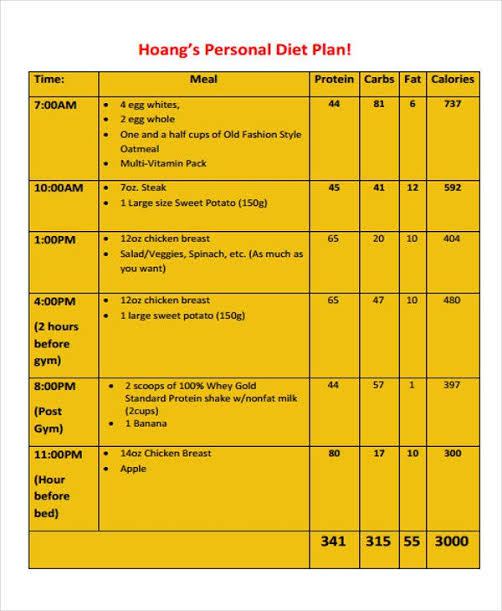 Hoang's Personal Diet Plan!
Time: Meal Protein Carbs Fat Calories
7:00AM • 4 egg whites, 44 81 6 737
• 2 egg whole
• One and a half cups of Old Fashion Style
Oatmeal
• Multi-Vitamin Pack
10:00AM • 7oz. Steak 45 41 12 592
• 1 Large size Sweet Potato (150g)
1:00PM • 12oz chicken breast 65 20 10 404
• Salad/Veggies, Spinach, etc. (As much as
you want)
4:00PM • 12oz chicken breast 65 47 10 480
(2 hours • 1 large sweet potato (150g)
before
gym)
8:00PM • 2 scoops of 100% Whey Gold 44 57 1 397
(Post Standard Protein shake w/nonfat milk
Gym) (2cups)
• 1 Banana
11:00PM • 14oz Chicken Breast 80 17 10 300
(Hour • Apple
before
bed)
341 315 55 3000